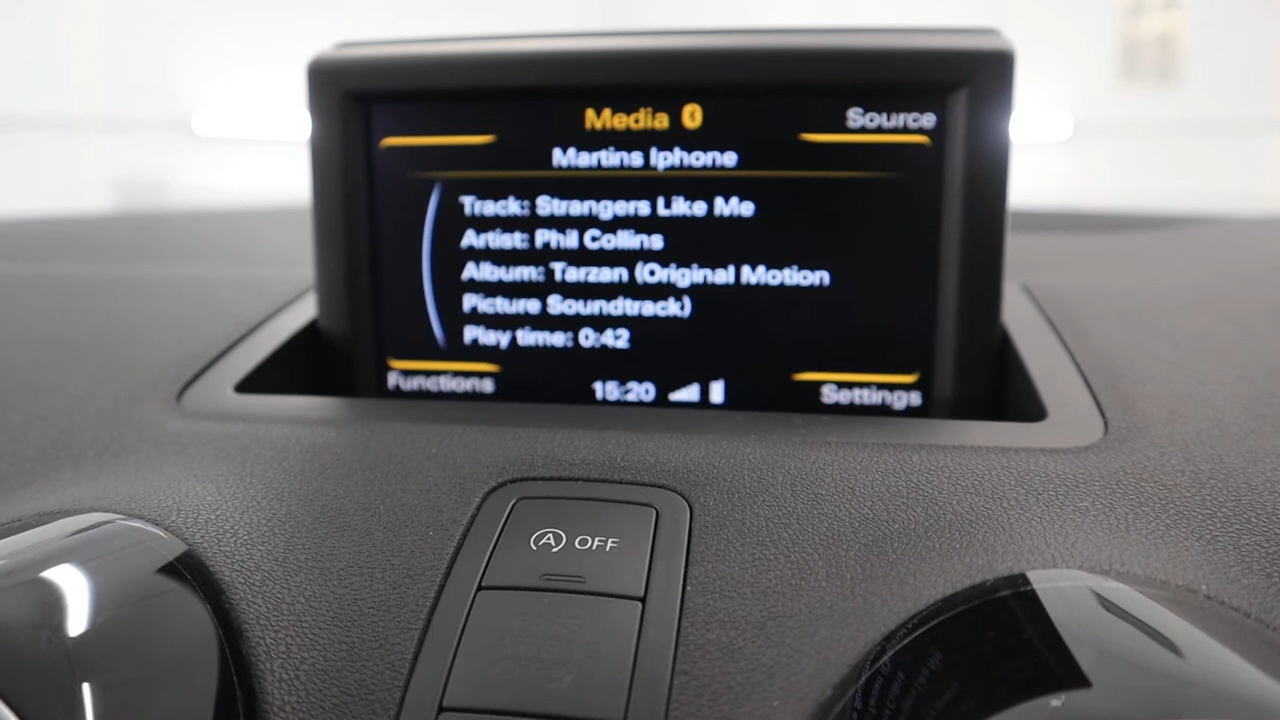 Media
Source
Martins Iphone
Track: Strangers Like Me
Artist: Phil Collins
Album: Tarzan (Original Motion
Picture Soundtrack)
Play time: 0:42
Functions
15:20
Settings
A OFF